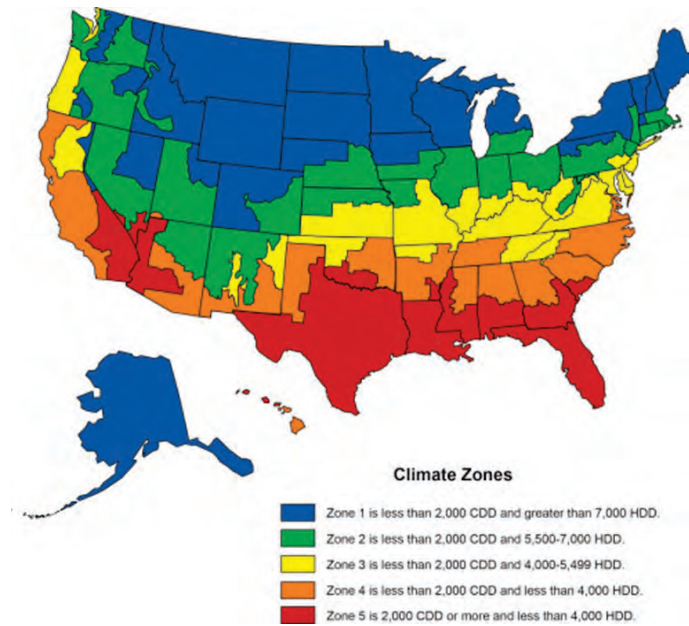 Climate Zones
Zone 1 is less than 2,000 CDD and greater than 7,000 HDD.
Zone 2 is less than 2,000 CDD and 5,500-7,000 HDD.
Zone 3 is less than 2,000 CDD and 4,000-5,499 HDD.
Zone 4 is less than 2,000 CDD and less than 4,000 HDD.
Zone 5 is 2,000 CDD or more and less than 4,000 HDD.